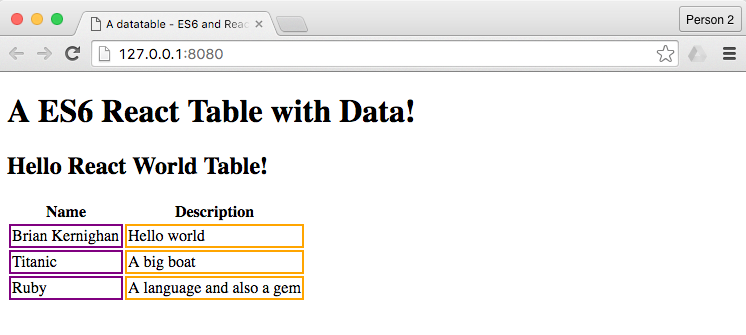 A datatable - ES6 and Reac
Person 2
127.0.0.1:8080
A ES6 React Table with Data!
Hello React World Table!
Name Description
Brian Kernighan Hello world
Titanic A big boat
Ruby A language and also a gem